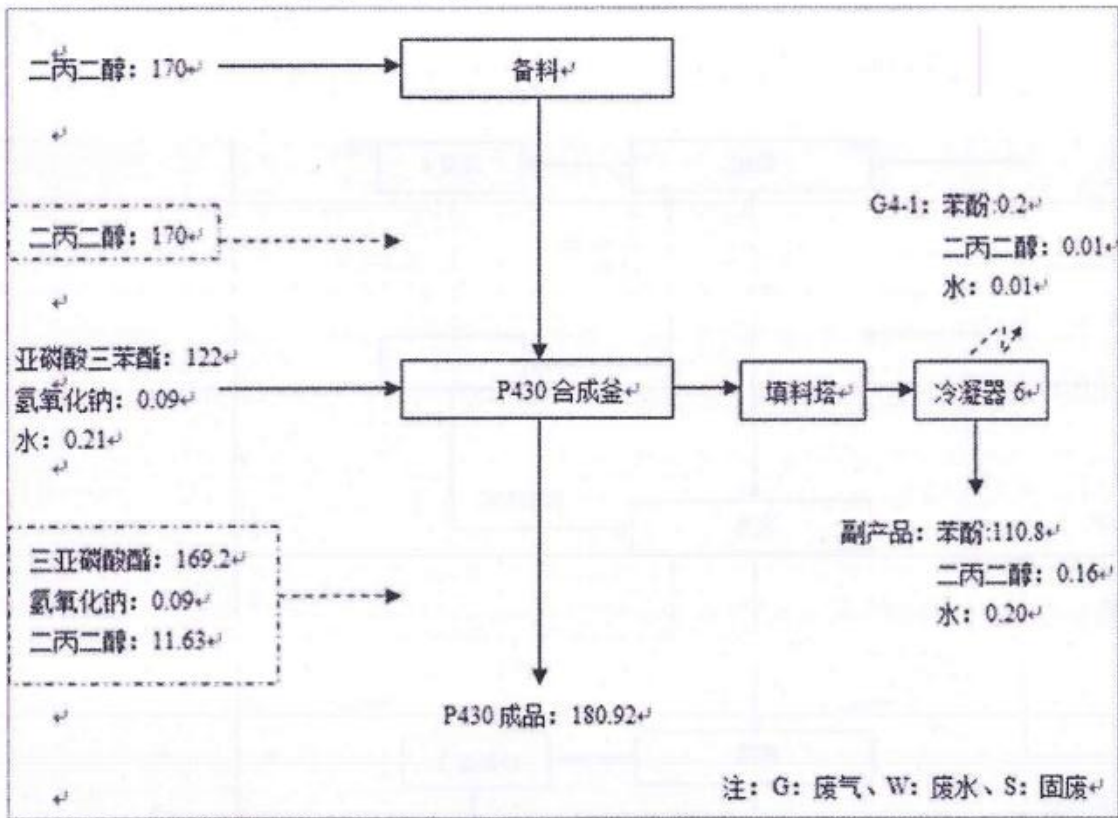 二丙二醇：170↵
备料↵
↵
G4-1：苯酚:0.2↵
二丙二醇：0.01↵
水：0.01↵
二丙二醇：170↵
↵
亚磷酸三苯酯：122↵
氢氧化钠：0.09↵
水：0.21↵
P430 合成釜↵
填料塔↵
冷凝器 6↵
↵
三亚磷酸酯：169.2↵
氢氧化钠：0.09↵
二丙二醇：11.63↵
副产品：苯酚:110.8↵
二丙二醇：0.16↵
水：0.20↵
↵
P430 成品：180.92↵
↵
注：G：废气、W：废水、S：固废↵